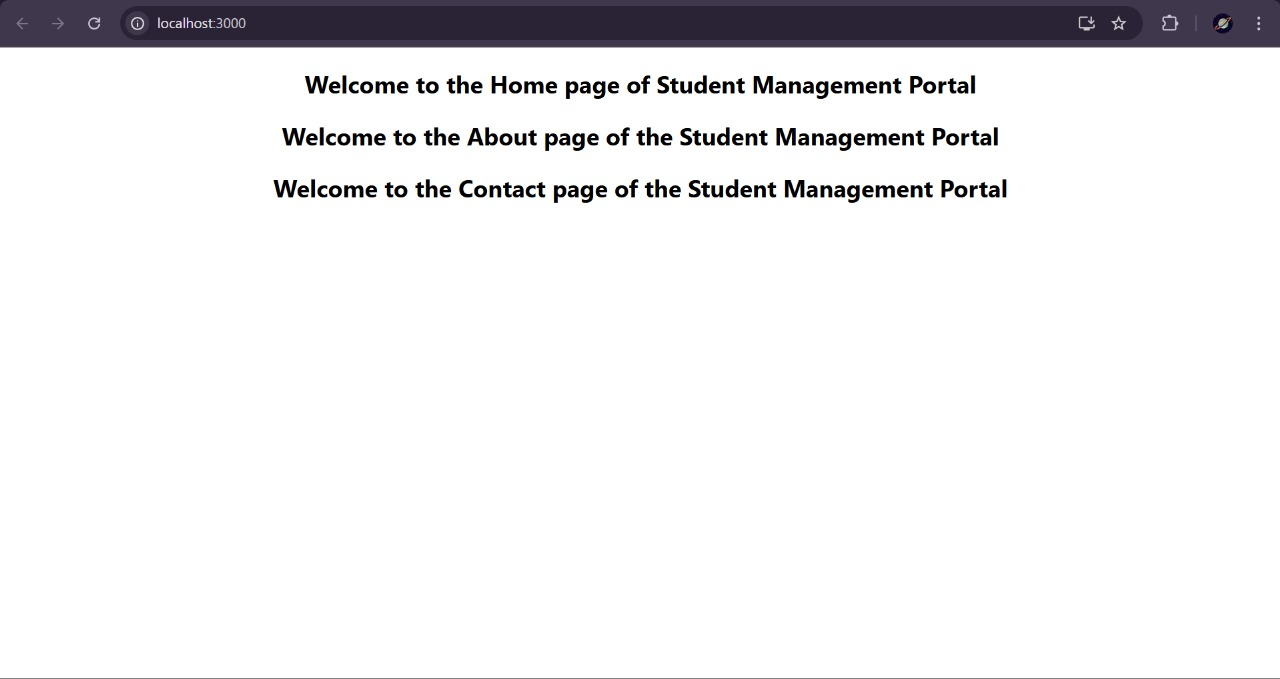 localhost:3000
Welcome to the Home page of Student Management Portal
Welcome to the About page of the Student Management Portal
Welcome to the Contact page of the Student Management Portal